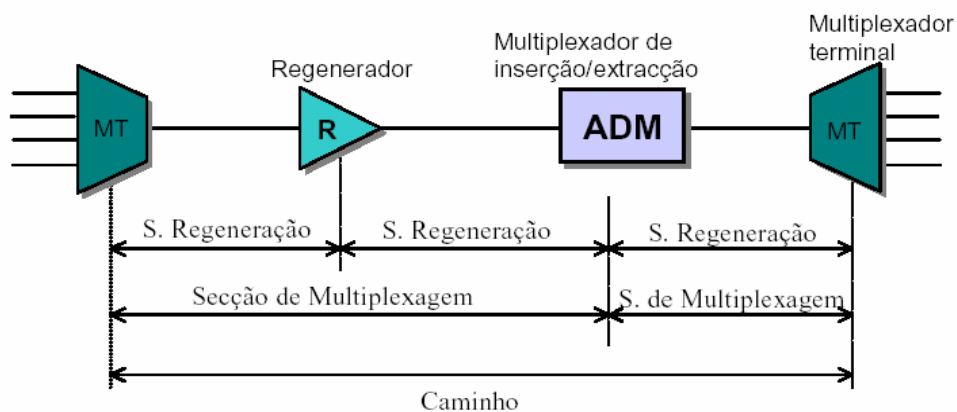 Multiplexador
terminal
Multiplexador de
inserção/extracção
Regenerador
MT
R
ADM
MT
S. Regeneração
S. Regeneração
S. Regeneração
Secção de Multiplexagem
S. de Multiplexagem
Caminho